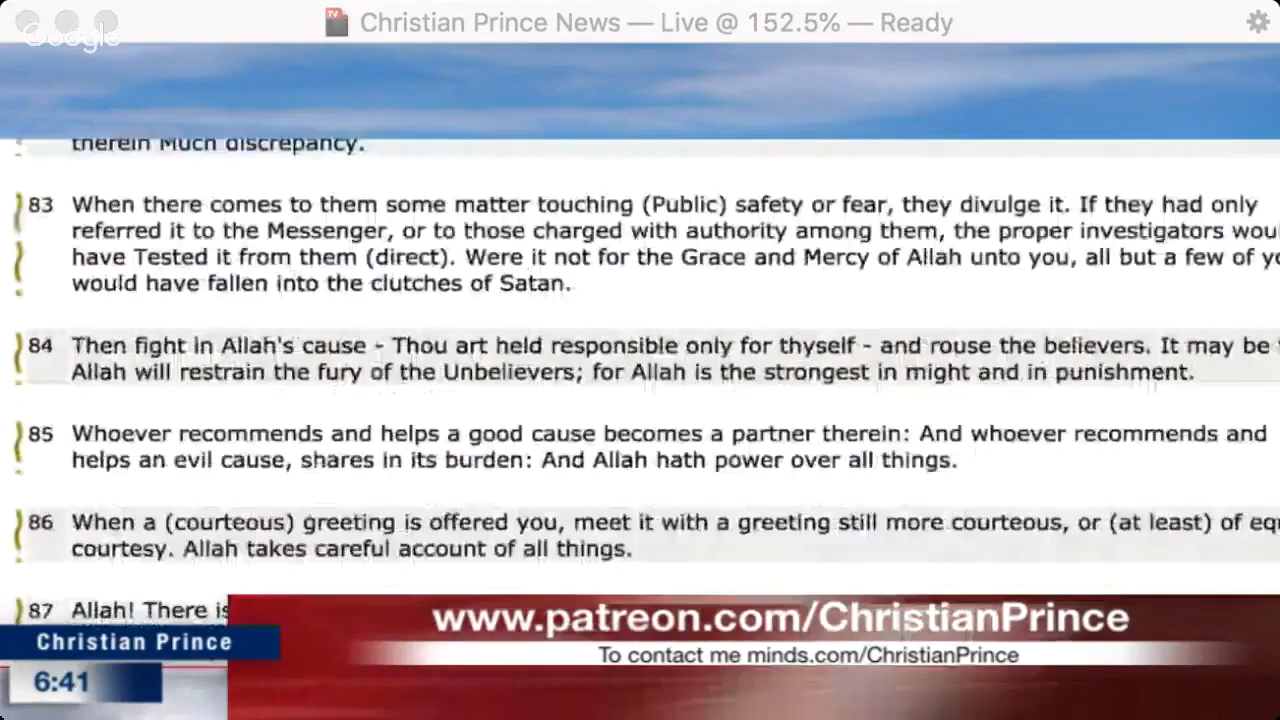 Christian Prince News — Live @ 152.5% — Ready
Google
TV
therein Much discrepancy.
83 When there comes to them some matter touching (Public) safety or fear, they divulge it. If they had only
referred it to the Messenger, or to those charged with authority among them, the proper investigators wou
have Tested it from them (direct). Were it not for the Grace and Mercy of Allah unto you, all but a few of yo
would have fallen into the clutches of Satan.
84 Then fight in Allah's cause - Thou art held responsible only for thyself - and rouse the believers. It may be
Allah will restrain the fury of the Unbelievers; for Allah is the strongest in might and in punishment.
85 Whoever recommends and helps a good cause becomes a partner therein: And whoever recommends and
helps an evil cause, shares in its burden: And Allah hath power over all things.
86 When a (courteous) greeting is offered you, meet it with a greeting still more courteous, or (at least) of equ
courtesy. Allah takes careful account of all things.
87 Allah! There is
www.patreon.com/ChristianPrince
Christian Prince
To contact me minds.com/ChristianPrince
6:41